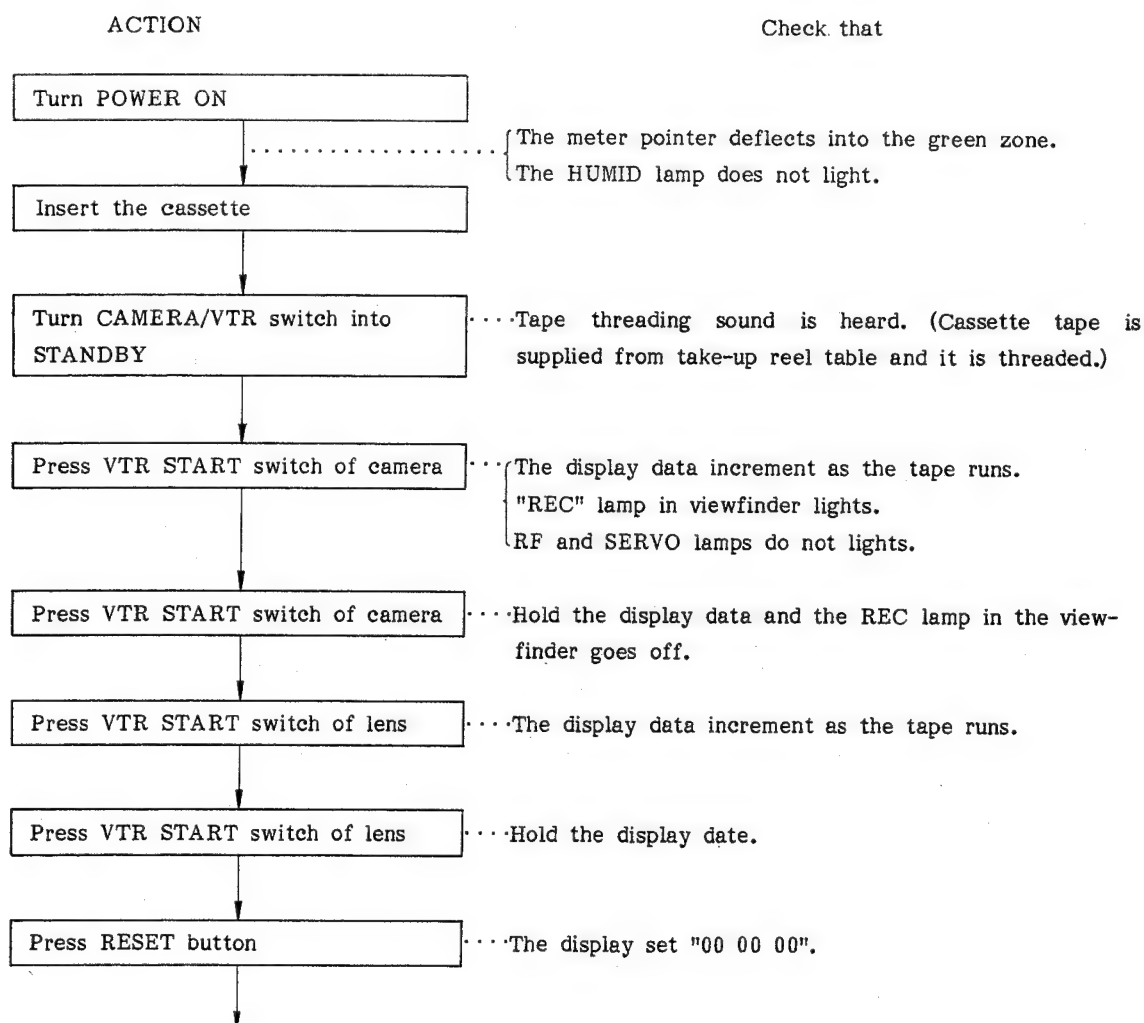 ACTION
Check that
Turn POWER ON
The meter pointer deflects into the green zone.
The HUMID lamp does not light.
Insert the cassette
Turn CAMERA/VTR switch into
STANDBY
Tape threading sound is heard. (Cassette tape is
supplied from take-up reel table and it is threaded.)
Press VTR START switch of camera
The display data increment as the tape runs.
"REC" lamp in viewfinder lights.
RF and SERVO lamps do not lights.
Press VTR START switch of camera
Hold the display data and the REC lamp in the view-
finder goes off.
Press VTR START switch of lens
The display data increment as the tape runs.
Press VTR START switch of lens
Hold the display date.
Press RESET button
The display set "00 00 00".